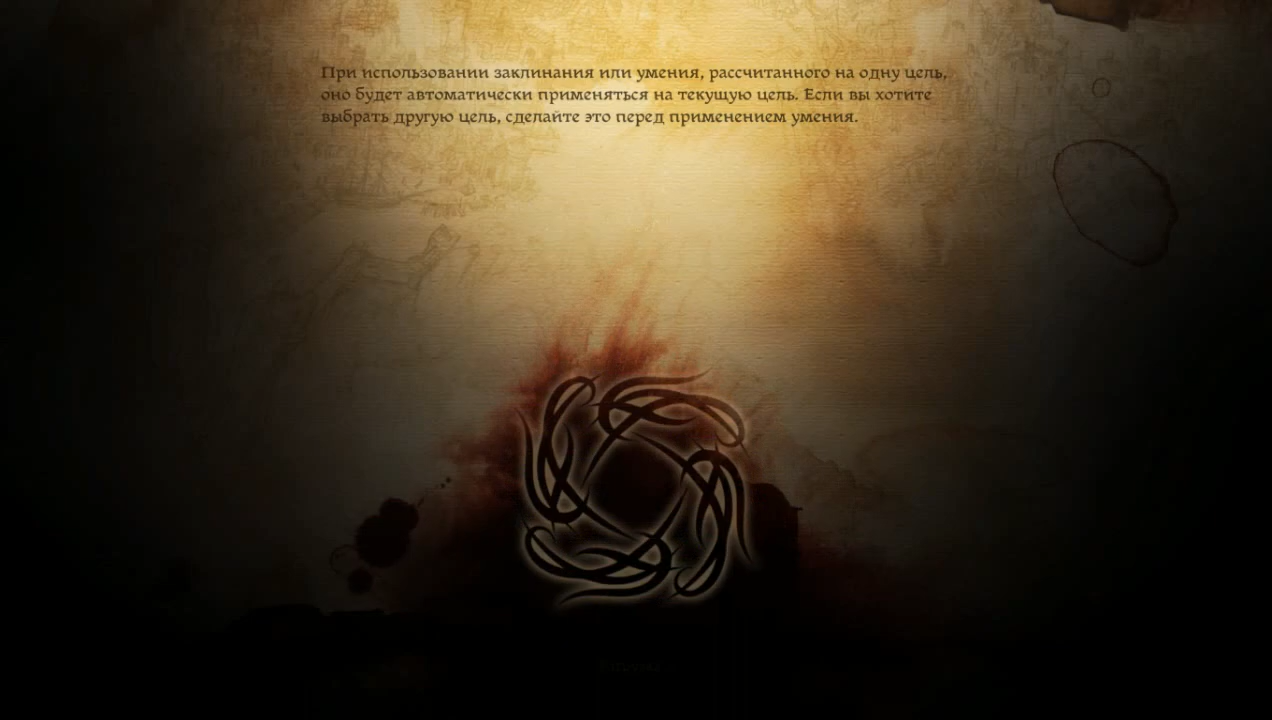 При использовании заклинания или умения, рассчитанного на одну цель,
оно будет автоматически применяться на текущую цель. Если вы хотите
выбрать другую цель, сделайте это перед применением умения.